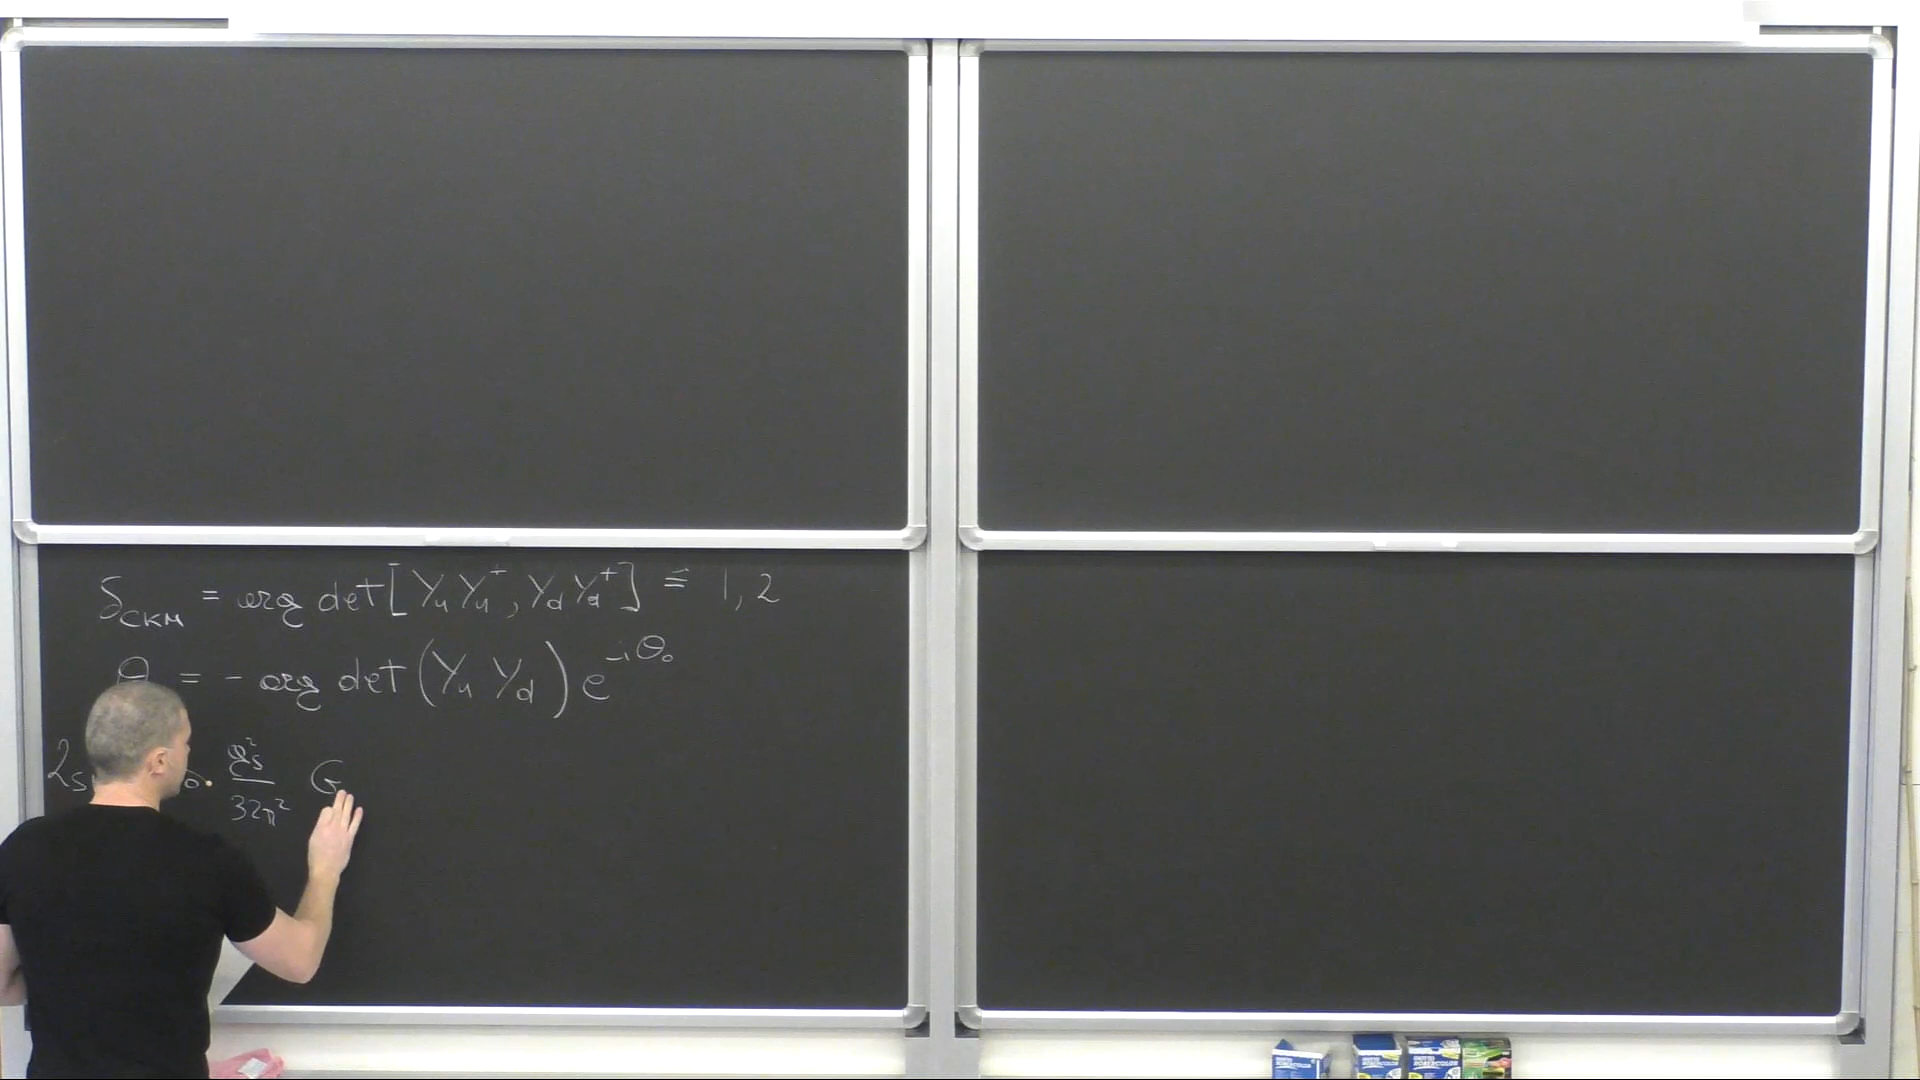 δ_CKM = arg det[Y_u Y_u^†, Y_d Y_d^†] ≡ 1,2
θ = - arg det(Y_u Y_d) e^{-iθ_0}
g_s^2 / 32π^2 G